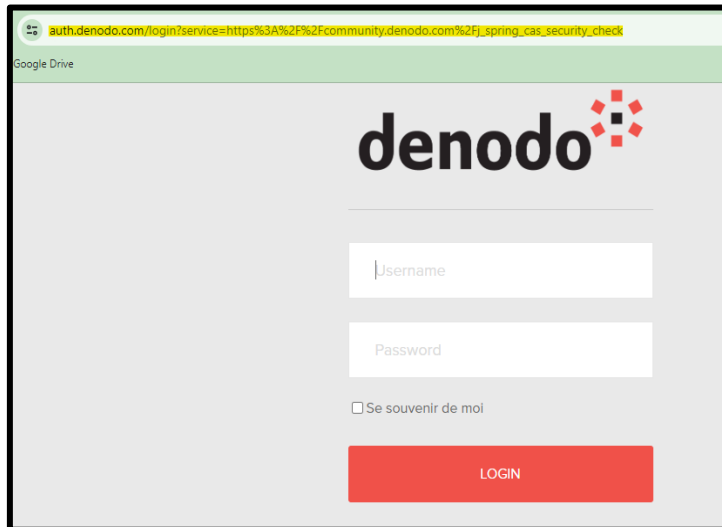 auth.denodo.com/login?service=https%3A%2F%2Fcommunity.denodo.com%2Fj_spring_cas_security_check
Google Drive
denodo
Username
Password
Se souvenir de moi
LOGIN